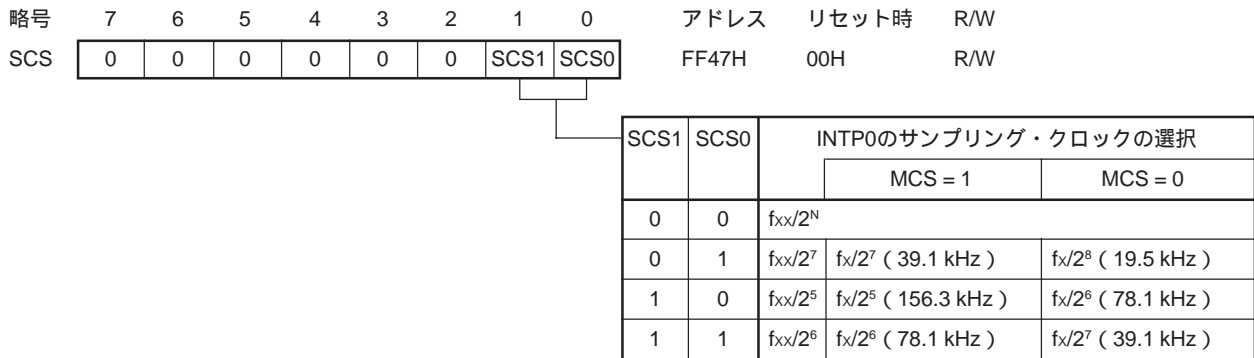 略号 7 6 5 4 3 2 1 0 アドレス リセット時 R/W
SCS 0 0 0 0 0 0 SCS1 SCS0 FF47H 00H R/W
SCS1 SCS0 INTP0のサンプリング・クロックの選択
MCS = 1 MCS = 0
0 0 fxx/2ᴺ
0 1 fxx/2⁷ fx/2⁷（39.1 kHz） fx/2⁸（19.5 kHz）
1 0 fxx/2⁵ fx/2⁵（156.3 kHz） fx/2⁶（78.1 kHz）
1 1 fxx/2⁶ fx/2⁶（78.1 kHz） fx/2⁷（39.1 kHz）